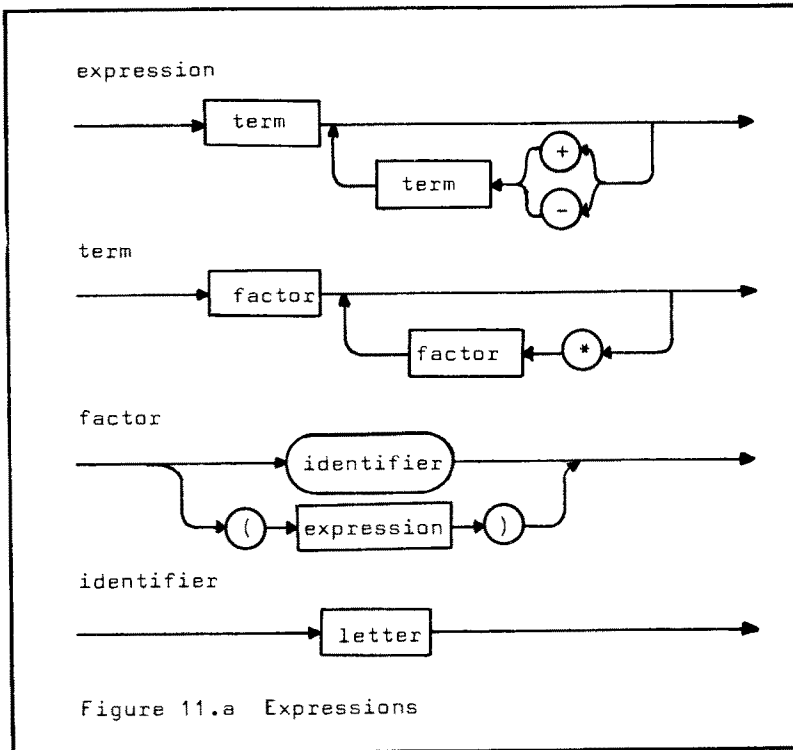 expression
term
+
term
-
term
factor
factor
*
factor
identifier
( expression )
identifier
letter
Figure 11.a Expressions